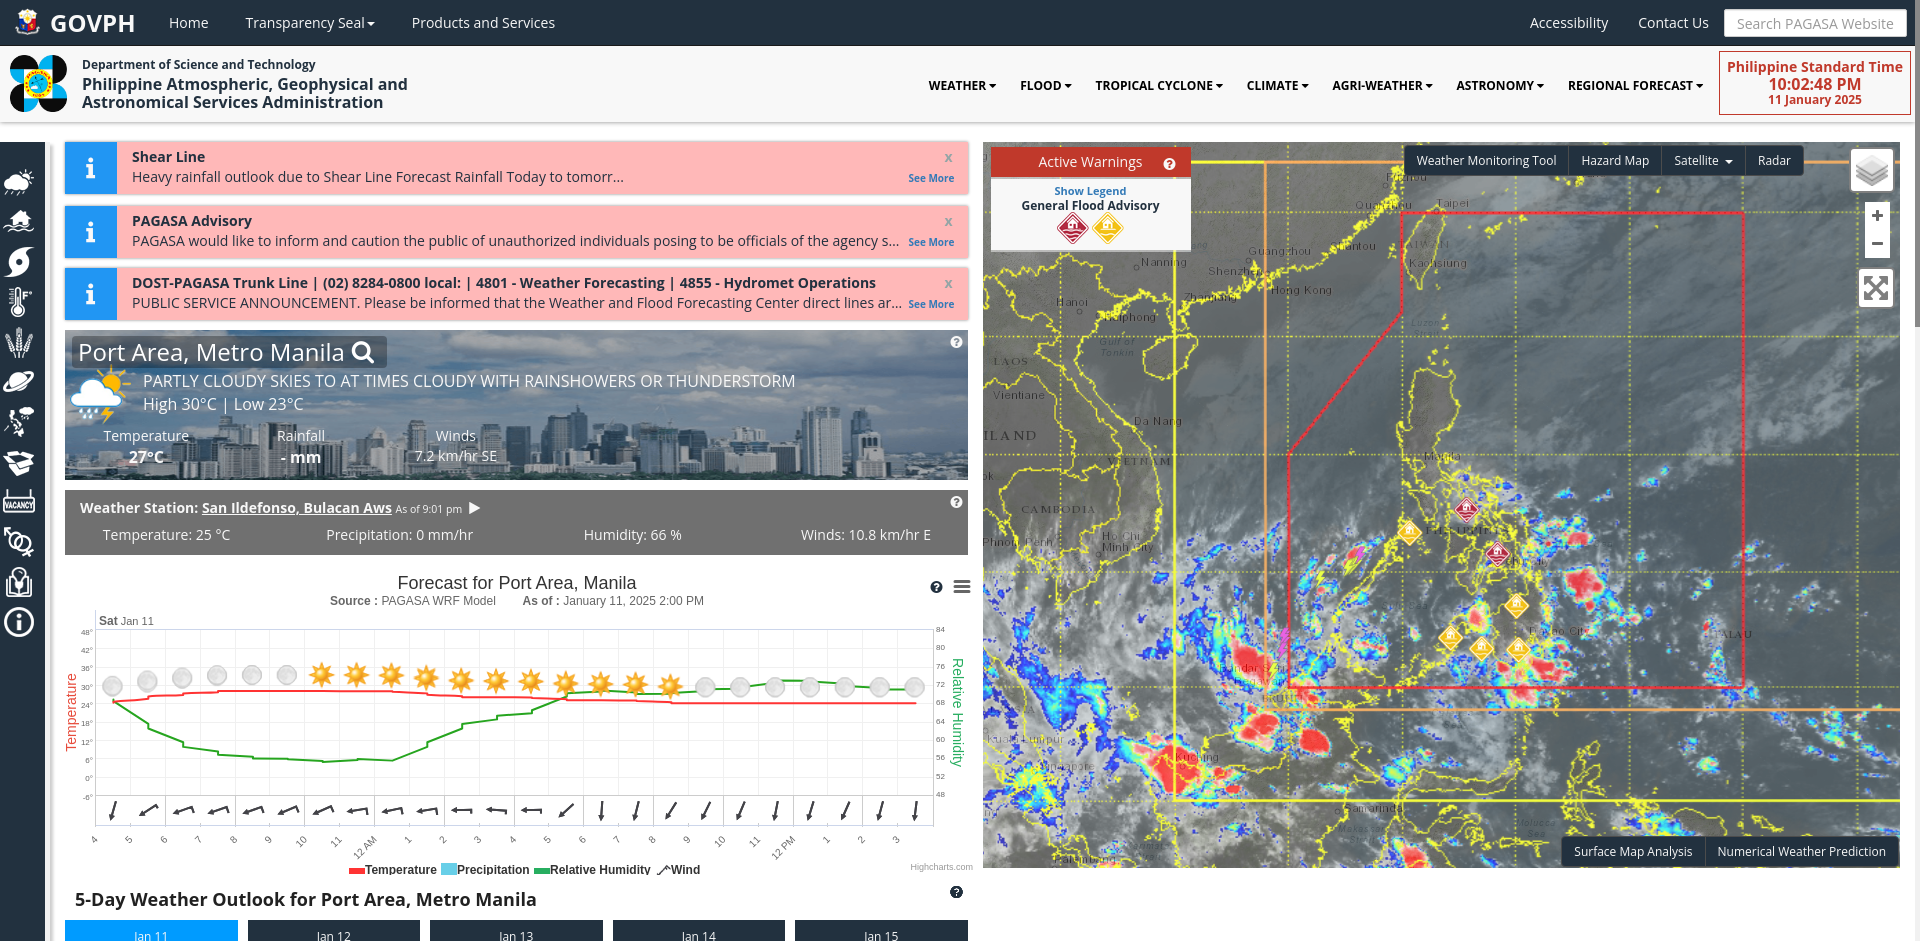 GOVPH
Home
Transparency Seal
Products and Services
Accessibility
Contact Us
Search PAGASA Website
Department of Science and Technology
Philippine Atmospheric, Geophysical and
Astronomical Services Administration
WEATHER
FLOOD
TROPICAL CYCLONE
CLIMATE
AGRI-WEATHER
ASTRONOMY
REGIONAL FORECAST
Philippine Standard Time
10:02:48 PM
11 January 2025
Shear Line
x
Heavy rainfall outlook due to Shear Line Forecast Rainfall Today to tomorr...
See More
PAGASA Advisory
x
PAGASA would like to inform and caution the public of unauthorized individuals posing to be officials of the agency s...
See More
DOST-PAGASA Trunk Line | (02) 8284-0800 local: | 4801 - Weather Forecasting | 4855 - Hydromet Operations
x
PUBLIC SERVICE ANNOUNCEMENT. Please be informed that the Weather and Flood Forecasting Center direct lines ar...
See More
VACANCY
Port Area, Metro Manila
PARTLY CLOUDY SKIES TO AT TIMES CLOUDY WITH RAINSHOWERS OR THUNDERSTORM
High 30°C | Low 23°C
Temperature
Rainfall
Winds
27°C
- mm
7.2 km/hr SE
Weather Station: San Ildefonso, Bulacan Aws As of 9:01 pm
Temperature: 25 °C
Precipitation: 0 mm/hr
Humidity: 66 %
Winds: 10.8 km/hr E
Forecast for Port Area, Manila
Source : PAGASA WRF Model As of : January 11, 2025 2:00 PM
Sat Jan 11
Temperature
48°
42°
36°
30°
24°
18°
12°
6°
0°
-6°
84
80
76
72
68
64
60
56
52
48
Relative Humidity
4 5 6 7 8 9 10 11 12 AM 1 2 3 4 5 6 7 8 9 10 11 12 PM 1 2 3
Temperature Precipitation Relative Humidity Wind
Highcharts.com
5-Day Weather Outlook for Port Area, Metro Manila
Jan 11
Jan 12
Jan 13
Jan 14
Jan 15
Active Warnings
Show Legend
General Flood Advisory
Weather Monitoring Tool
Hazard Map
Satellite
Radar
+
−
Taipei
Guangzhou
Nanning
Shenzhen
Kaohsiung
Hong Kong
Zhanjiang
Hanoi
Haiphong
Gulf of
Tonkin
Luzon
LAOS
Vientiane
Da Nang
ILAND
VIETNAM
Manila
CAMBODIA
Ho Chi
Minh City
Davao City
ALAU
Kuala Lumpur
Kuching
Samarinda
Surface Map Analysis
Numerical Weather Prediction